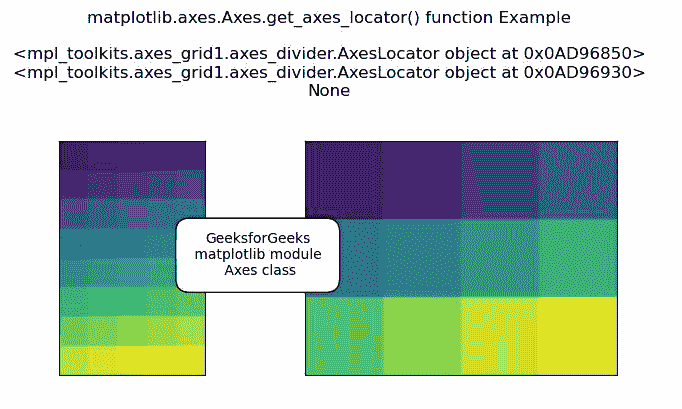 matplotlib.axes.Axes.get_axes_locator() function Example
<mpl_toolkits.axes_grid1.axes_divider.AxesLocator object at 0x0AD96850>
<mpl_toolkits.axes_grid1.axes_divider.AxesLocator object at 0x0AD96930>
None
GeeksforGeeks
matplotlib module
Axes class